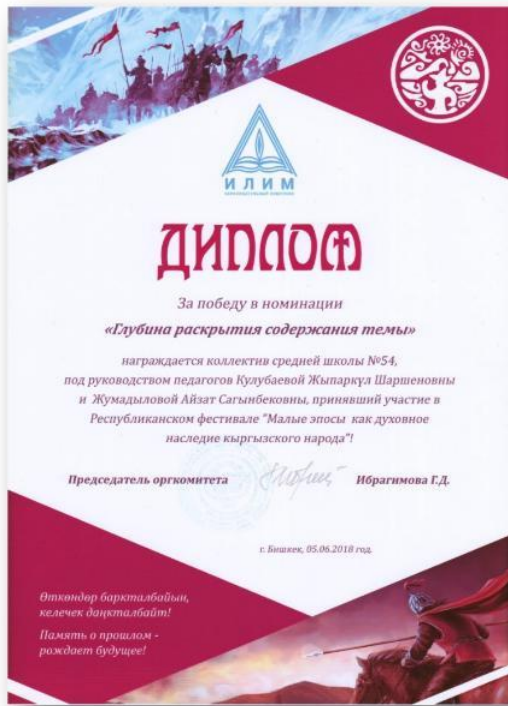 ИЛИМ
ДИПЛОМ
За победу в номинации
«Глубина раскрытия содержания темы»
награждается коллектив средней школы №54,
под руководством педагогов Кулубаевой Жыпаркүл Шаршеновны
и Жумадыловой Айзат Сагынбековны, принявший участие в
Республиканском фестивале "Малые эпосы как духовное
наследие кыргызского народа"!
Председатель оргкомитета Ибрагимова Г.Д.
г. Бишкек, 05.06.2018 год.
Өткөндөр баркталбайын,
келечек даңкталбайт!
Память о прошлом -
рождает будущее!